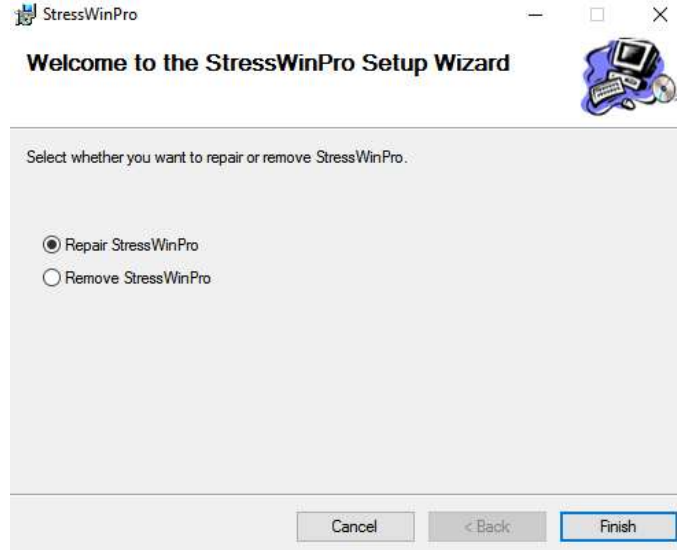 StressWinPro
Welcome to the StressWinPro Setup Wizard
Select whether you want to repair or remove StressWinPro.
Repair StressWinPro
Remove StressWinPro
Cancel
< Back
Finish